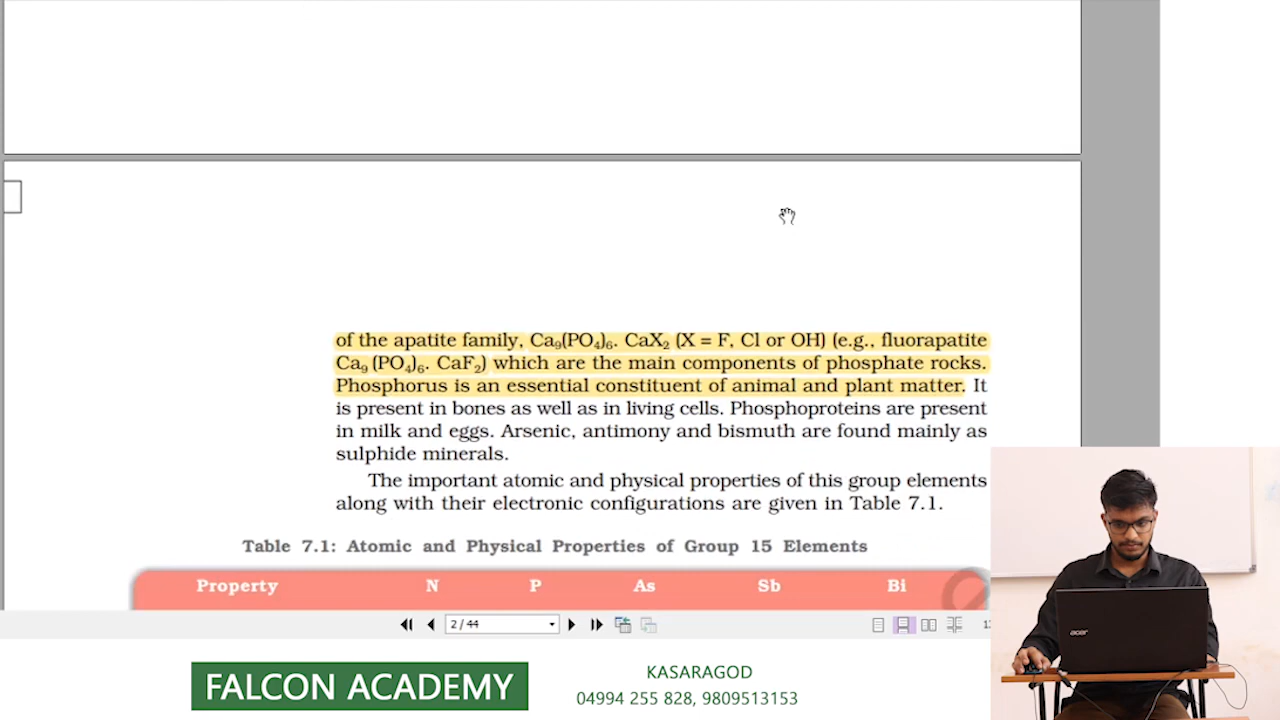 of the apatite family, Ca₉(PO₄)₆. CaX₂ (X = F, Cl or OH) (e.g., fluorapatite
Ca₉ (PO₄)₆. CaF₂) which are the main components of phosphate rocks.
Phosphorus is an essential constituent of animal and plant matter. It
is present in bones as well as in living cells. Phosphoproteins are present
in milk and eggs. Arsenic, antimony and bismuth are found mainly as
sulphide minerals.
The important atomic and physical properties of this group elements
along with their electronic configurations are given in Table 7.1.
Table 7.1: Atomic and Physical Properties of Group 15 Elements
Property N P As Sb Bi
2 / 44
FALCON ACADEMY
KASARAGOD
04994 255 828, 9809513153
acer